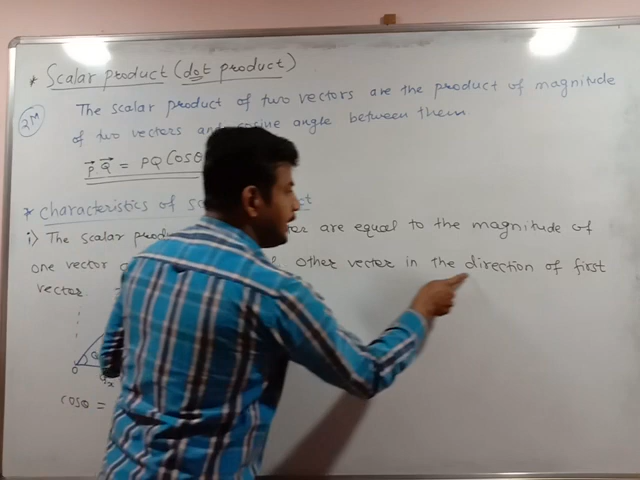 * Scalar product (dot product)
The scalar product of two vectors are the product of magnitude
2M
of two vectors and cosine angle between them
P.Q = PQ cosθ
* characteristics of
i) The scalar are equal to the magnitude of
one vector other vector in the direction of first
vector.
O Qx
cosθ =